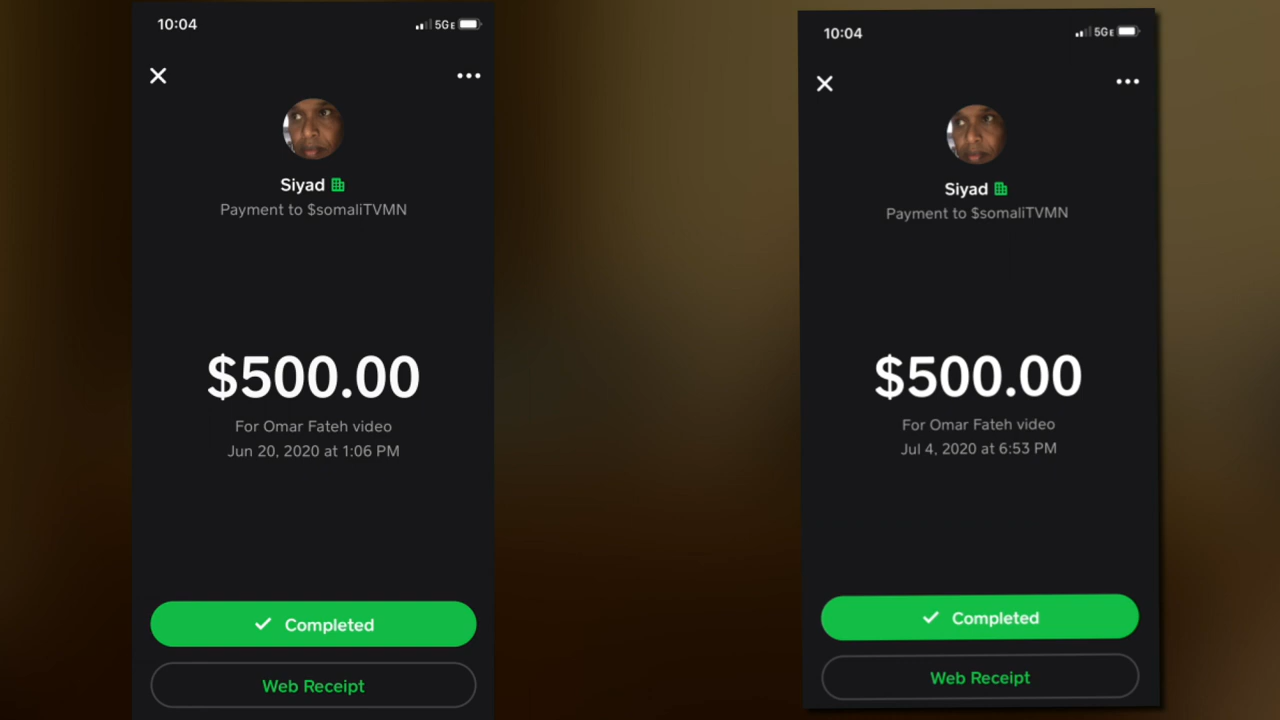 10:04
5GE
Siyad
Payment to $somaliTVMN
$500.00
For Omar Fateh video
Jun 20, 2020 at 1:06 PM
Completed
Web Receipt
10:04
5GE
Siyad
Payment to $somaliTVMN
$500.00
For Omar Fateh video
Jul 4, 2020 at 6:53 PM
Completed
Web Receipt